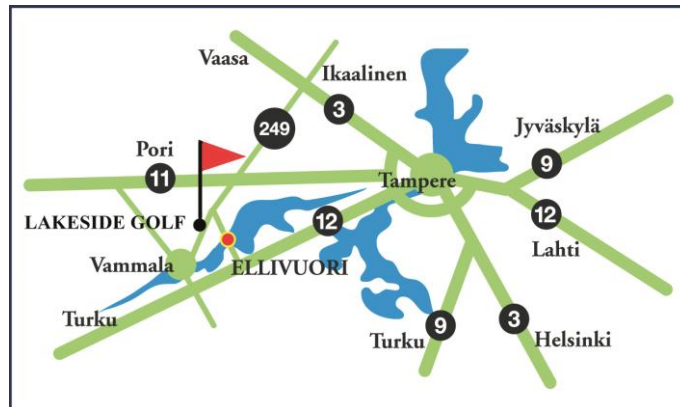 Vaasa
Ikaalinen
3
249
Jyväskylä
9
Pori
11
Tampere
12
LAKESIDE GOLF
12
Lahti
Vammala
ELLIVUORI
Turku
Turku
9
3
Helsinki